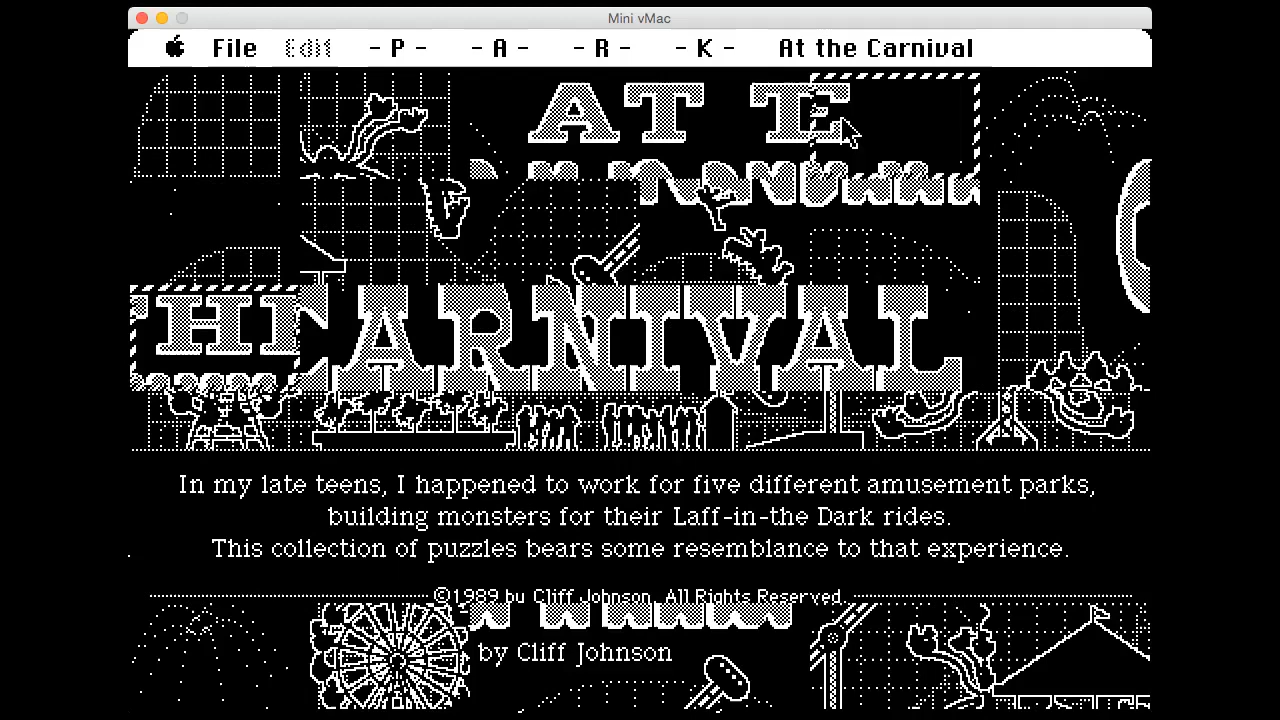 Mini vMac
File Edit - P - - A - - R - - K - At the Carnival
AT E
HE
CARNIVAL
In my late teens, I happened to work for five different amusement parks,
building monsters for their Laff-in-the Dark rides.
This collection of puzzles bears some resemblance to that experience.
©1989 by Cliff Johnson. All Rights Reserved.
by Cliff Johnson